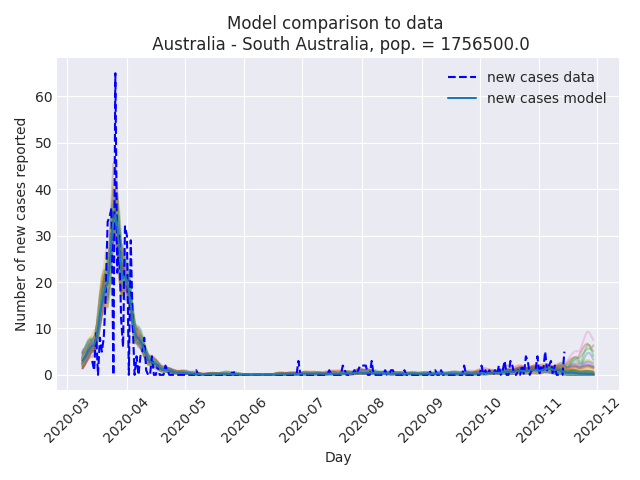 Model comparison to data
Australia - South Australia, pop. = 1756500.0
new cases data
new cases model
Number of new cases reported
60
50
40
30
20
10
0
2020-03
2020-04
2020-05
2020-06
2020-07
2020-08
2020-09
2020-10
2020-11
2020-12
Day